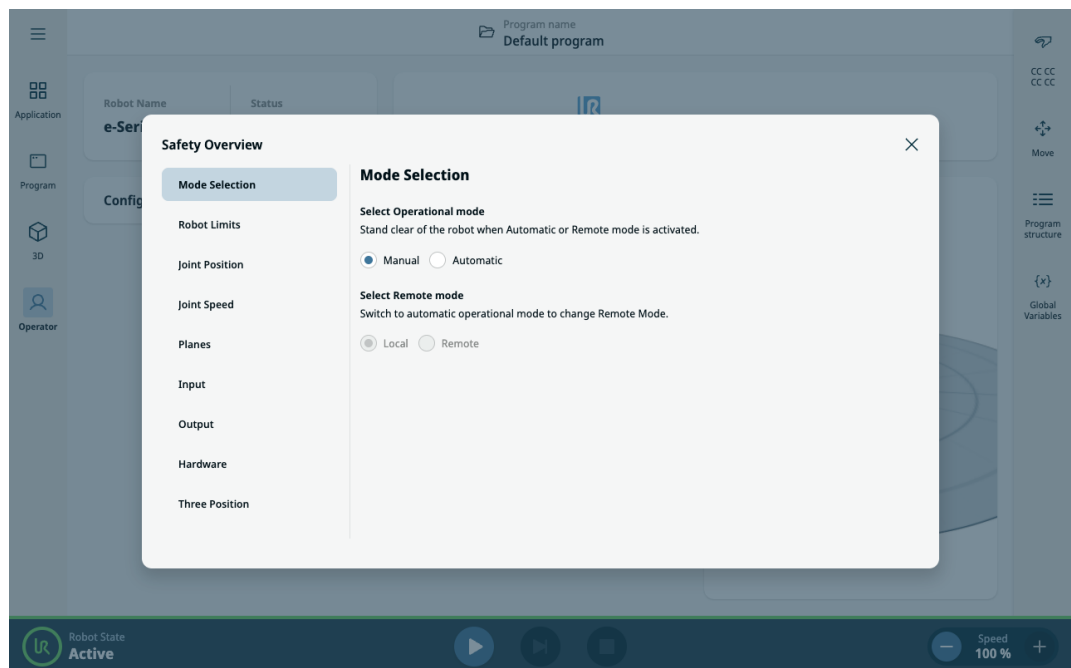 Program name
Default program
Application
Program
3D
Operator
Robot Name
Status
e-Seri
Config
Safety Overview
Mode Selection
Robot Limits
Joint Position
Joint Speed
Planes
Input
Output
Hardware
Three Position
Mode Selection
Select Operational mode
Stand clear of the robot when Automatic or Remote mode is activated.
Manual Automatic
Select Remote mode
Switch to automatic operational mode to change Remote Mode.
Local Remote
CC CC
CC CC
Move
Program
structure
{x}
Global
Variables
UR
Robot State
Active
Speed
100 %